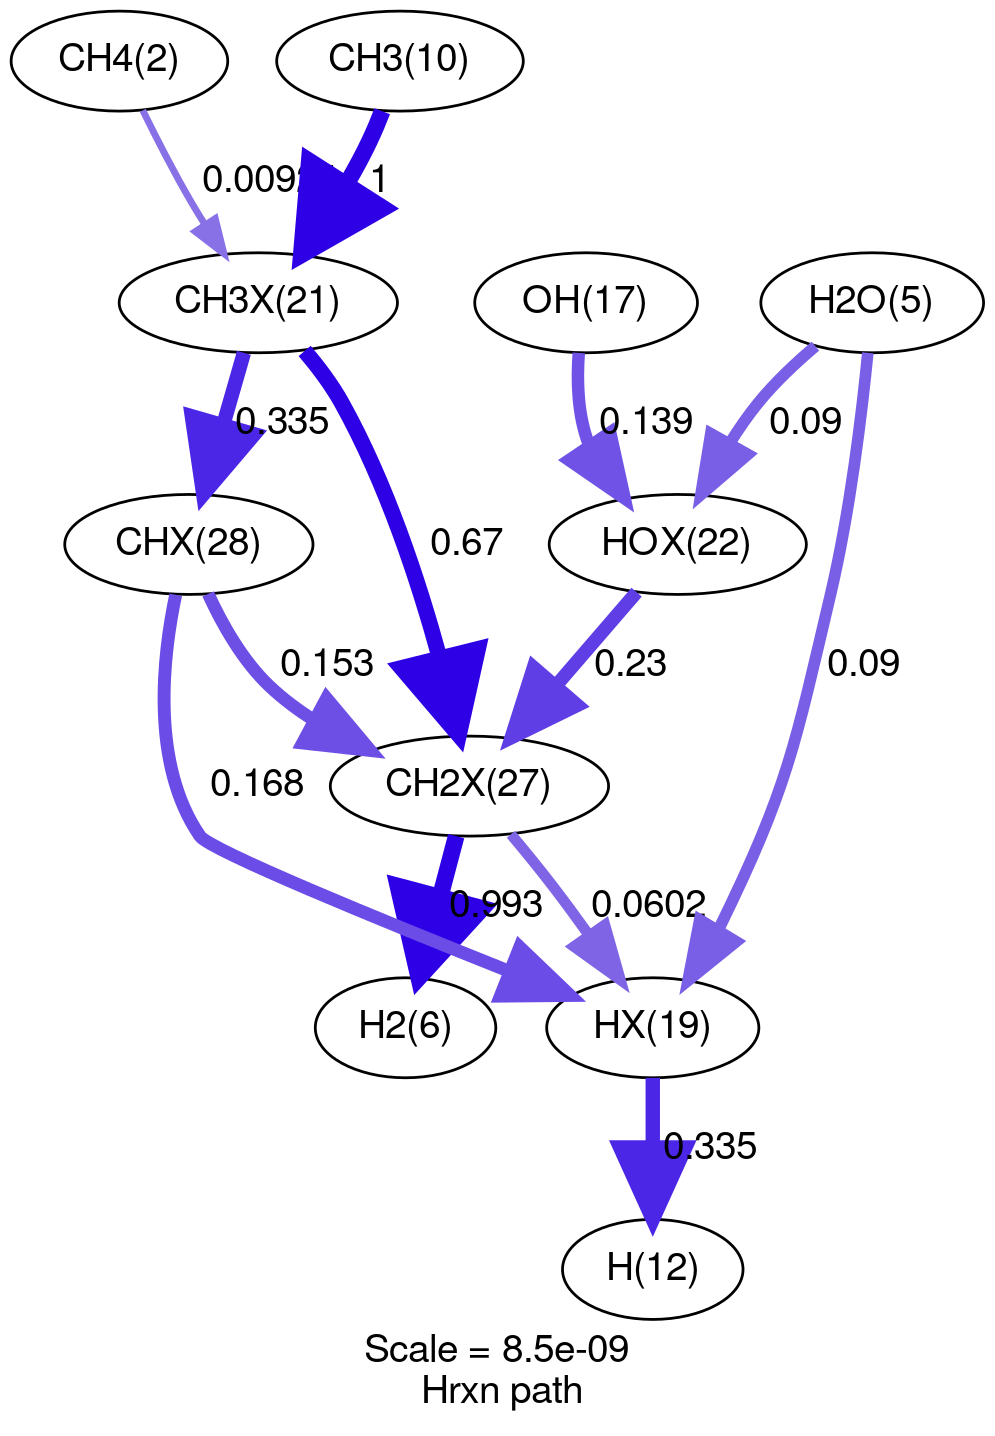 CH4(2)
CH3(10)
1
CH3X(21)
OH(17)
H2O(5)
0.335
0.139
0.09
CHX(28)
0.67
HOX(22)
0.153
0.23
0.09
0.168
CH2X(27)
0.993
0.0602
H2(6)
HX(19)
0.335
H(12)
Scale = 8.5e-09
Hrxn path